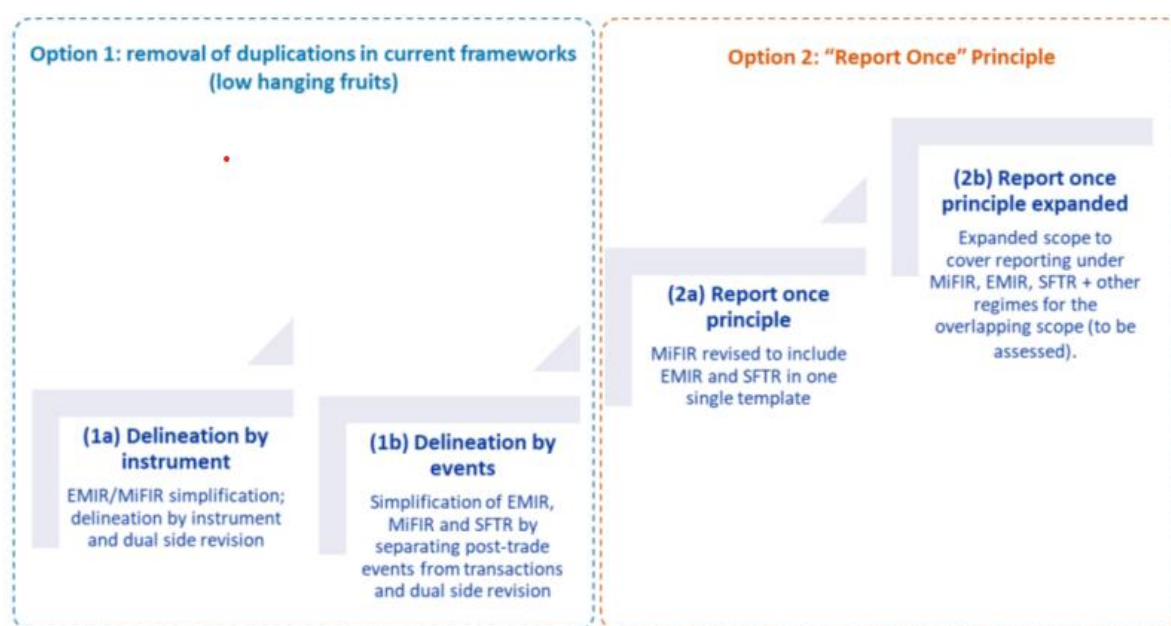 Option 1: removal of duplications in current frameworks
(low hanging fruits)
(1a) Delineation by
instrument
EMIR/MiFIR simplification;
delineation by instrument
and dual side revision
(1b) Delineation by
events
Simplification of EMIR,
MiFIR and SFTR by
separating post-trade
events from transactions
and dual side revision
Option 2: “Report Once” Principle
(2a) Report once
principle
MiFIR revised to include
EMIR and SFTR in one
single template
(2b) Report once
principle expanded
Expanded scope to
cover reporting under
MiFIR, EMIR, SFTR + other
regimes for the
overlapping scope (to be
assessed).